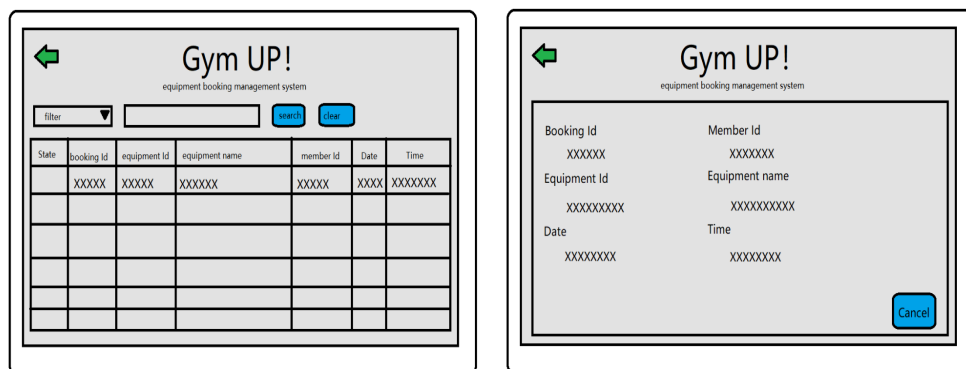 Gym UP!
equipment booking management system
filter search clear
State booking Id equipment Id equipment name member Id Date Time
XXXXX XXXXX XXXXXX XXXXX XXXX XXXXXXX
Gym UP!
equipment booking management system
Booking Id Member Id
XXXXXX XXXXXXX
Equipment Id Equipment name
XXXXXXXXX XXXXXXXXXX
Date Time
XXXXXXXX XXXXXXXX
Cancel